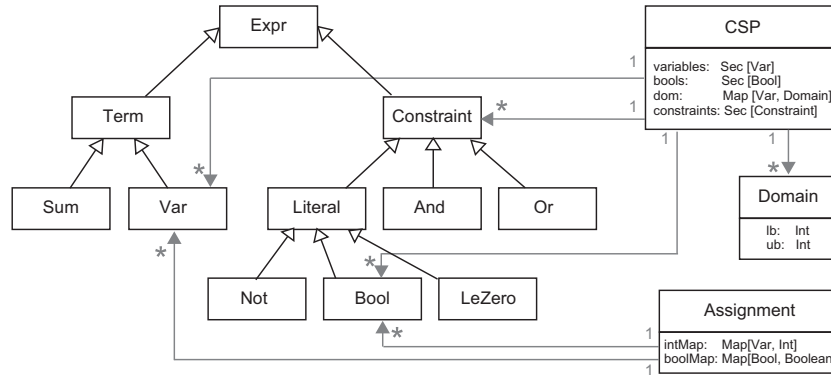 Expr
CSP
variables: Sec [Var]
bools: Sec [Bool]
dom: Map [Var, Domain]
constraints: Sec [Constraint]
1
1
1
1
Term
Constraint
*
*
*
Sum
Var
Literal
And
Or
Domain
lb: Int
ub: Int
*
*
Not
Bool
LeZero
*
Assignment
intMap: Map[Var, Int]
boolMap: Map[Bool, Boolean
1
1